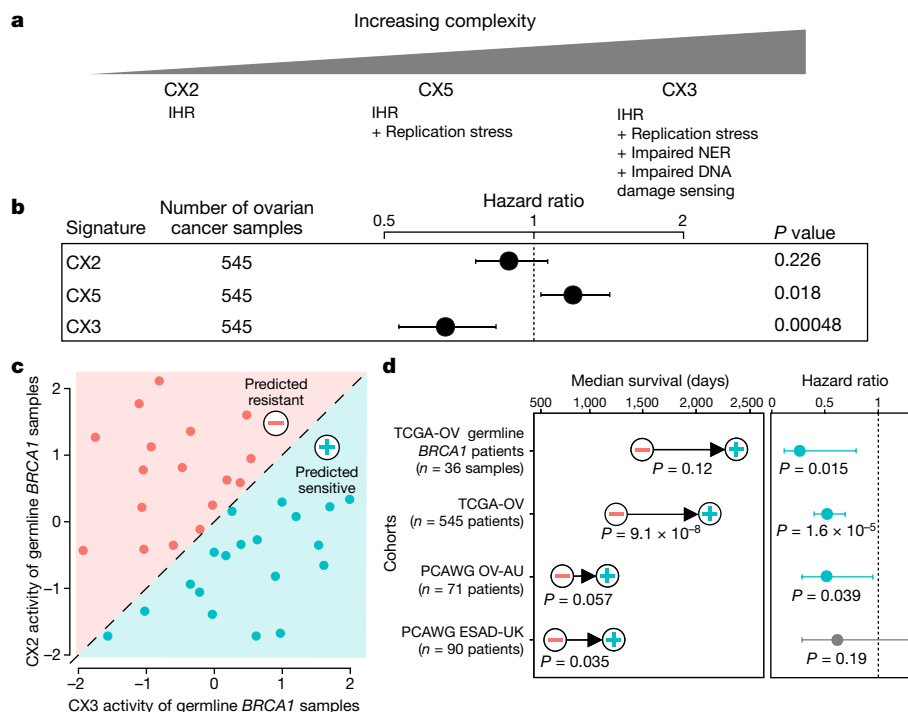 a
Increasing complexity
CX2
CX5
CX3
IHR
IHR
+ Replication stress
IHR
+ Replication stress
+ Impaired NER
+ Impaired DNA
damage sensing
b
Signature
Number of ovarian
cancer samples
Hazard ratio
0.5 1 2
P value
CX2 545 0.226
CX5 545 0.018
CX3 545 0.00048
c
CX2 activity of germline BRCA1 samples
2
1
0
−1
−2
Predicted
resistant
Predicted
sensitive
−2 −1 0 1 2
CX3 activity of germline BRCA1 samples
d
Median survival (days)
Hazard ratio
500 1,000 1,500 2,000 2,500
0 0.5 1
Cohorts
TCGA-OV germline
BRCA1 patients
(n = 36 samples)
P = 0.12
P = 0.015
TCGA-OV
(n = 545 patients)
P = 9.1 × 10⁻⁸
P = 1.6 × 10⁻⁵
PCAWG OV-AU
(n = 71 patients)
P = 0.057
P = 0.039
PCAWG ESAD-UK
(n = 90 patients)
P = 0.035
P = 0.19